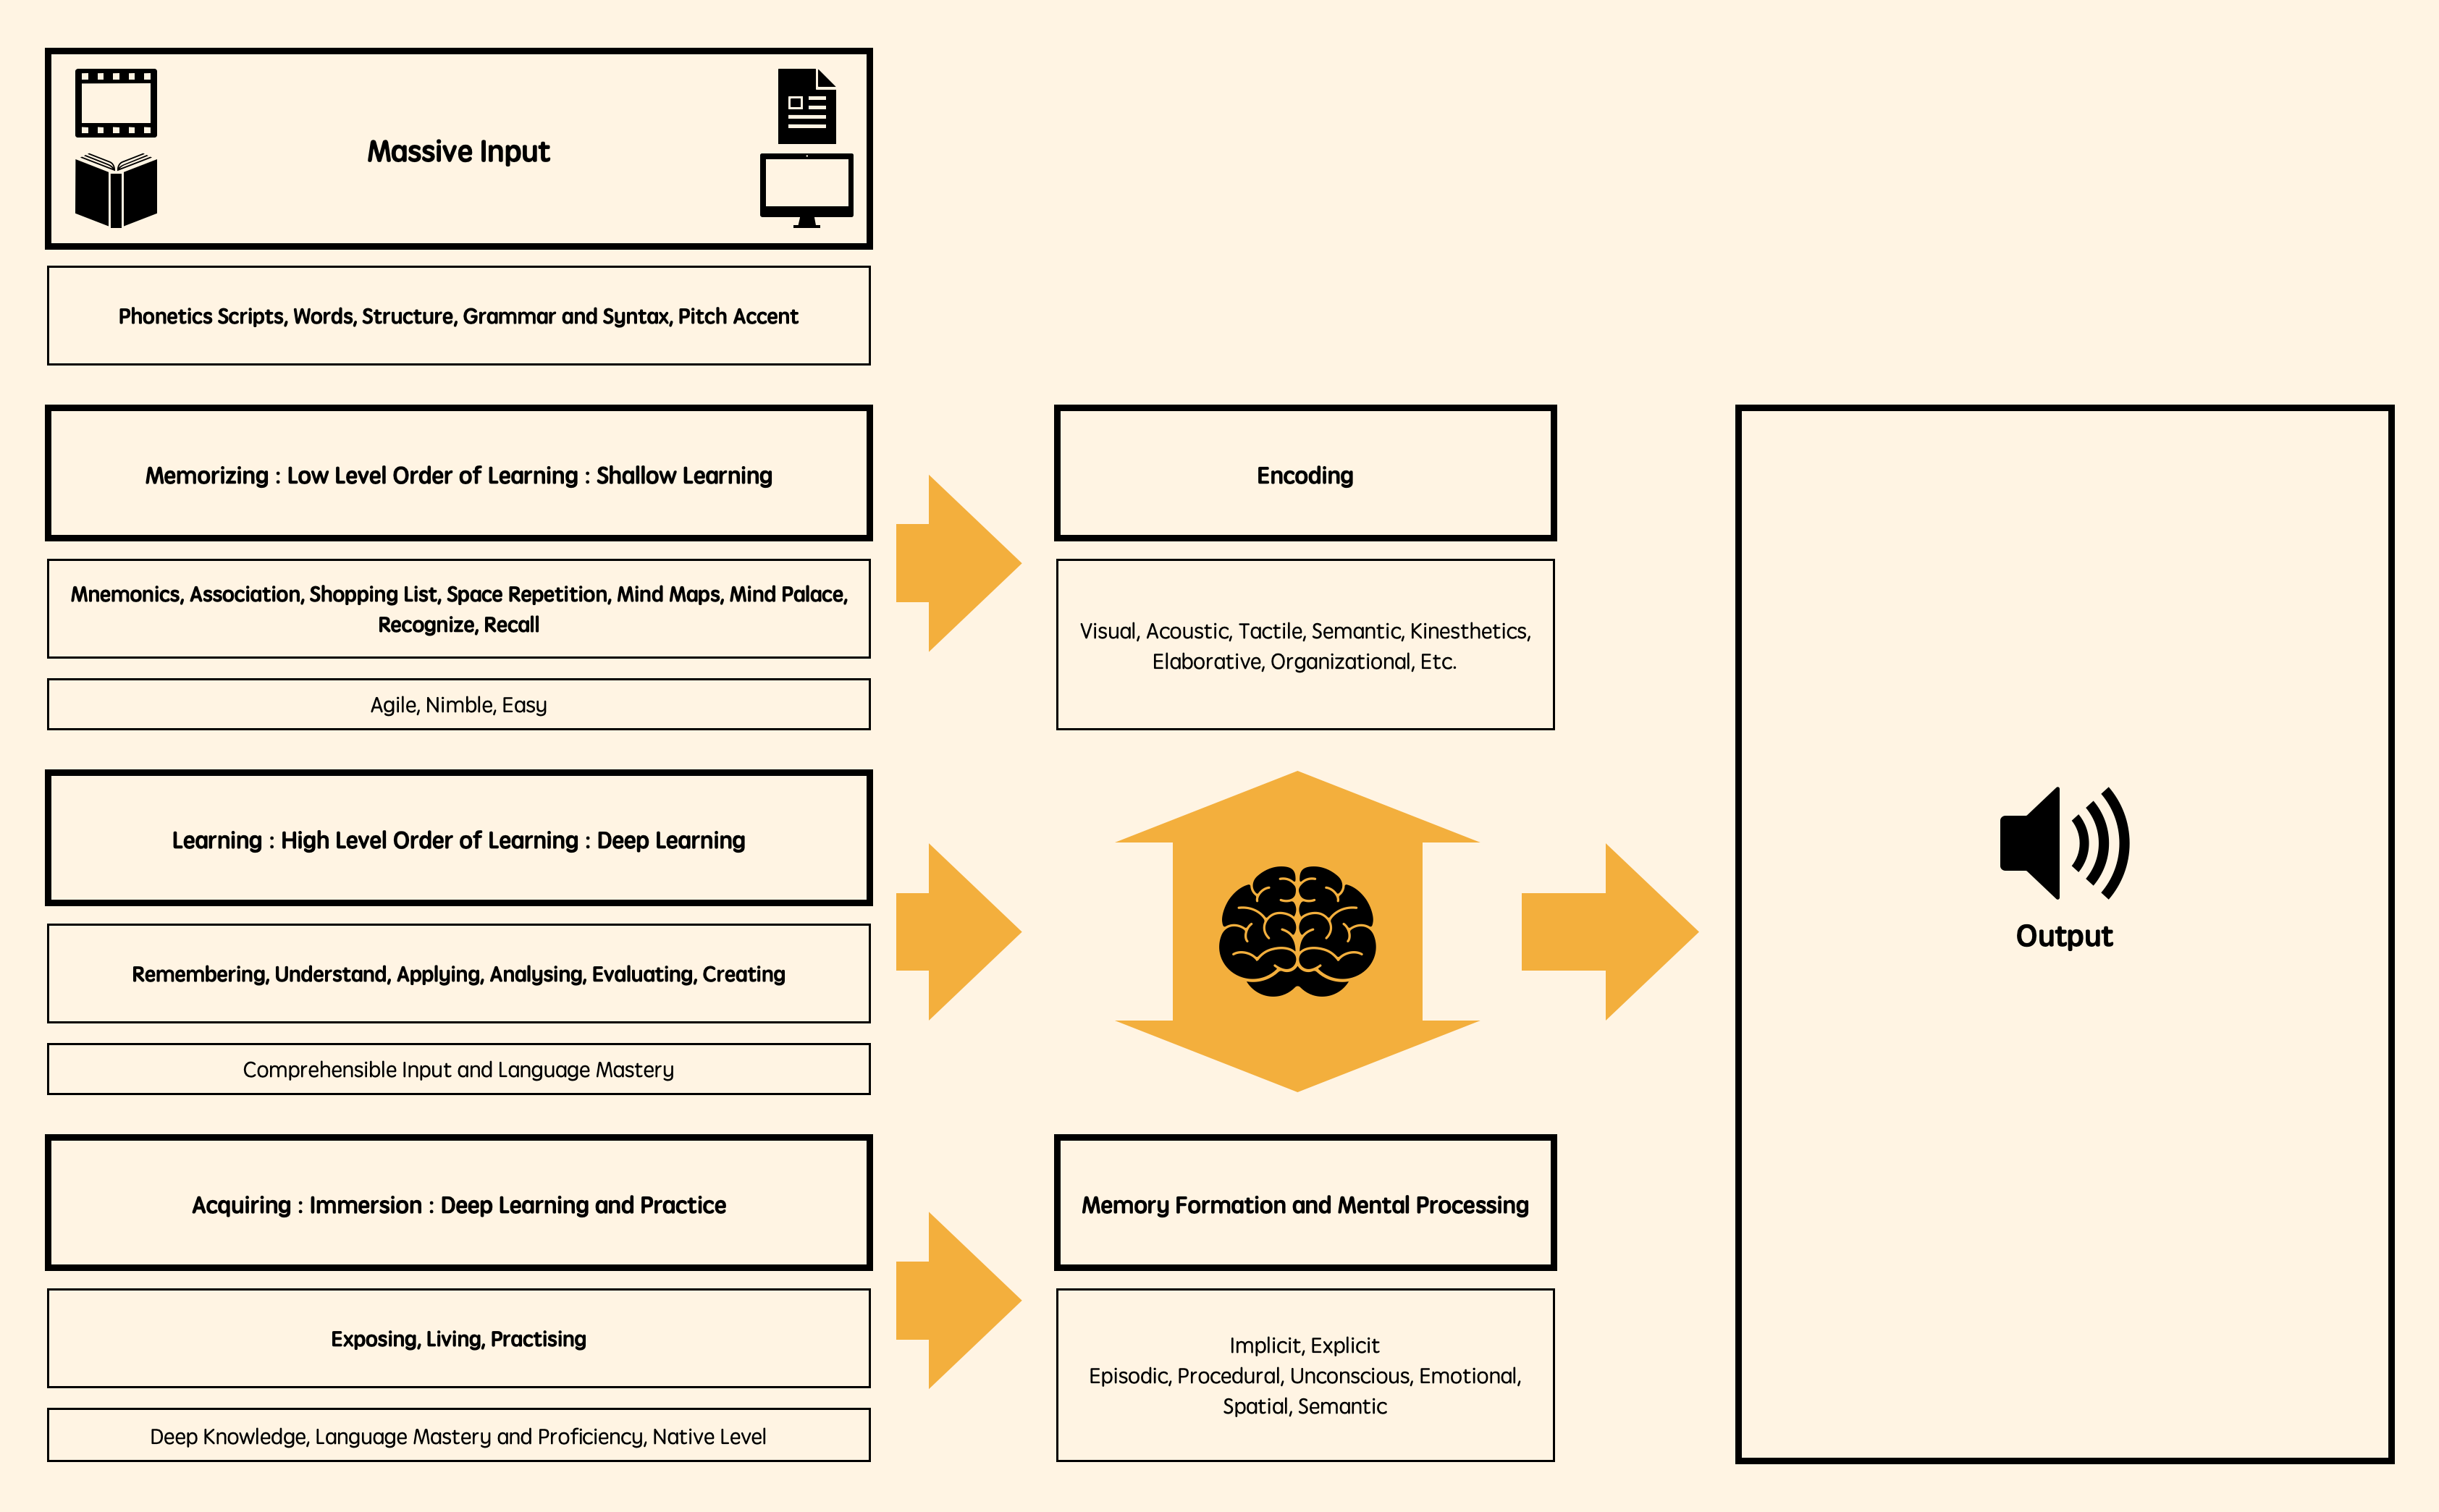 Massive Input
Phonetics Scripts, Words, Structure, Grammar and Syntax, Pitch Accent
Memorizing : Low Level Order of Learning : Shallow Learning
Mnemonics, Association, Shopping List, Space Repetition, Mind Maps, Mind Palace,
Recognize, Recall
Agile, Nimble, Easy
Learning : High Level Order of Learning : Deep Learning
Remembering, Understand, Applying, Analysing, Evaluating, Creating
Comprehensible Input and Language Mastery
Acquiring : Immersion : Deep Learning and Practice
Exposing, Living, Practising
Deep Knowledge, Language Mastery and Proficiency, Native Level
Encoding
Visual, Acoustic, Tactile, Semantic, Kinesthetics,
Elaborative, Organizational, Etc.
Memory Formation and Mental Processing
Implicit, Explicit
Episodic, Procedural, Unconscious, Emotional,
Spatial, Semantic
Output